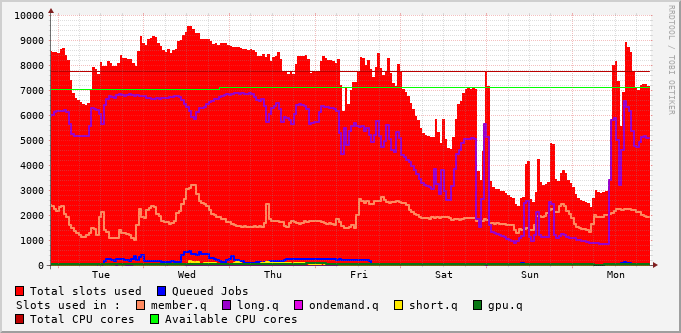 10000
9000
8000
7000
6000
5000
4000
3000
2000
1000
0
Tue Wed Thu Fri Sat Sun Mon
RRDTOOL / TOBI OETIKER
Total slots used Queued Jobs
Slots used in : member.q long.q ondemand.q short.q gpu.q
Total CPU cores Available CPU cores